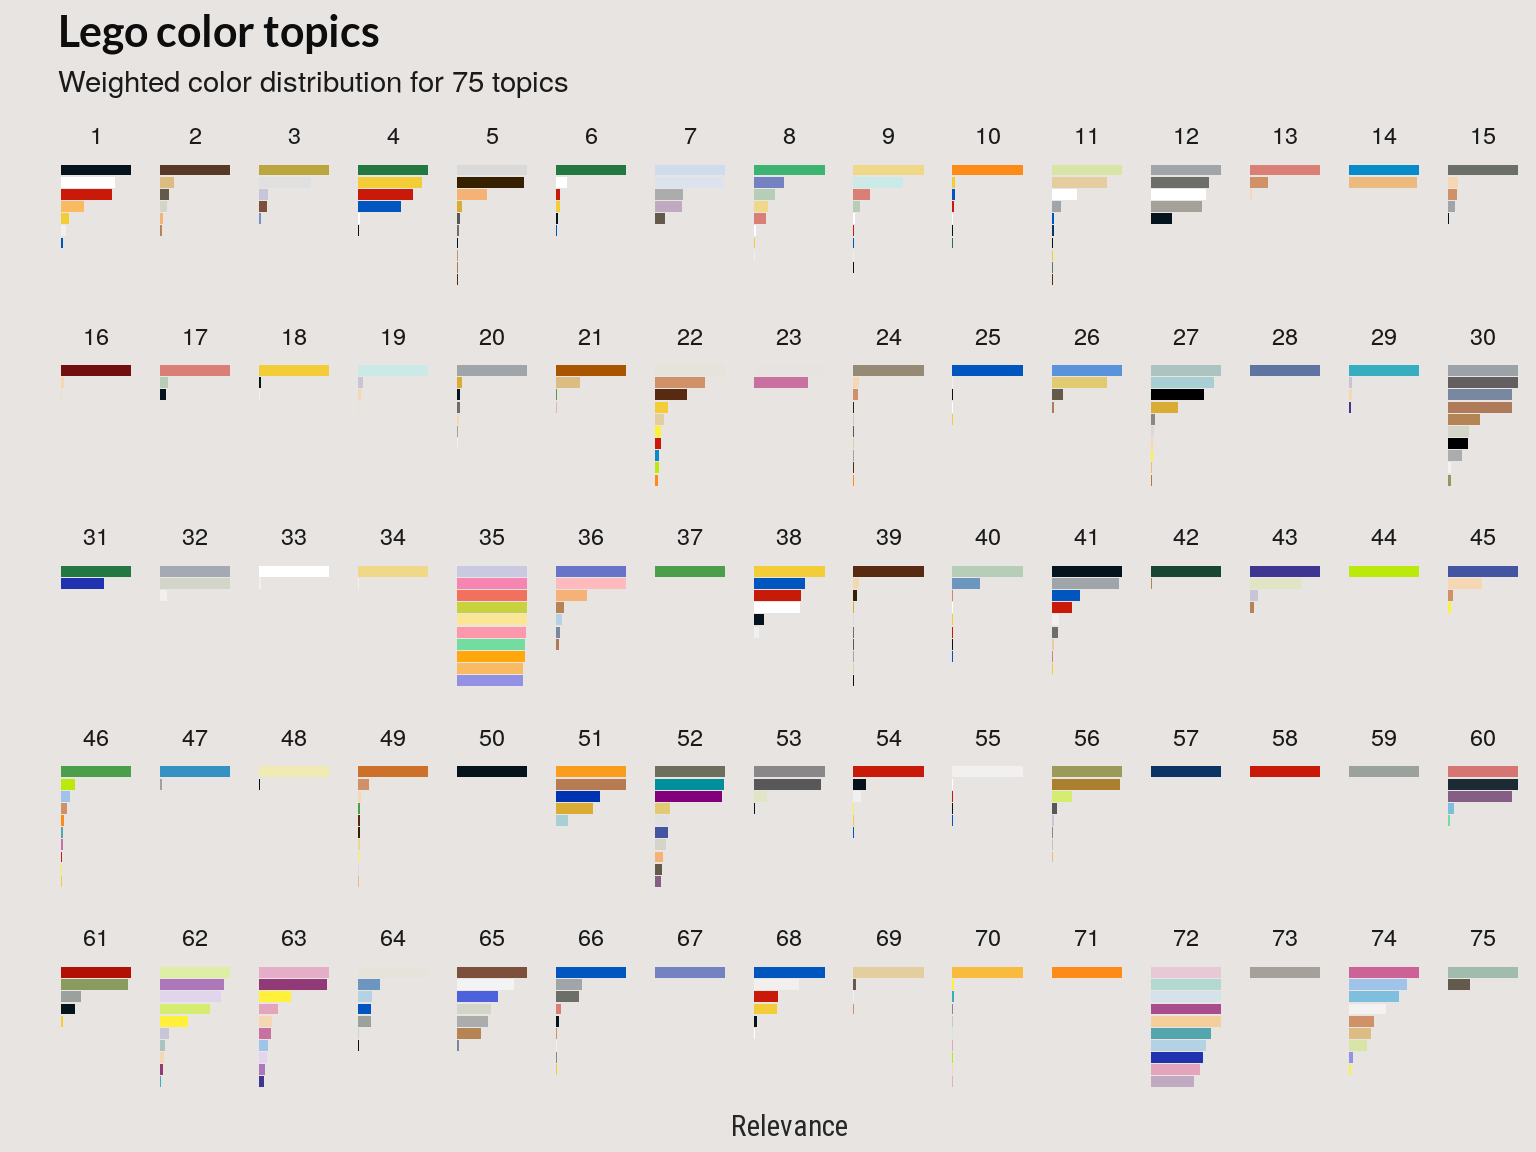 Lego color topics
Weighted color distribution for 75 topics
1 2 3 4 5 6 7 8 9 10 11 12 13 14 15
16 17 18 19 20 21 22 23 24 25 26 27 28 29 30
31 32 33 34 35 36 37 38 39 40 41 42 43 44 45
46 47 48 49 50 51 52 53 54 55 56 57 58 59 60
61 62 63 64 65 66 67 68 69 70 71 72 73 74 75
Relevance